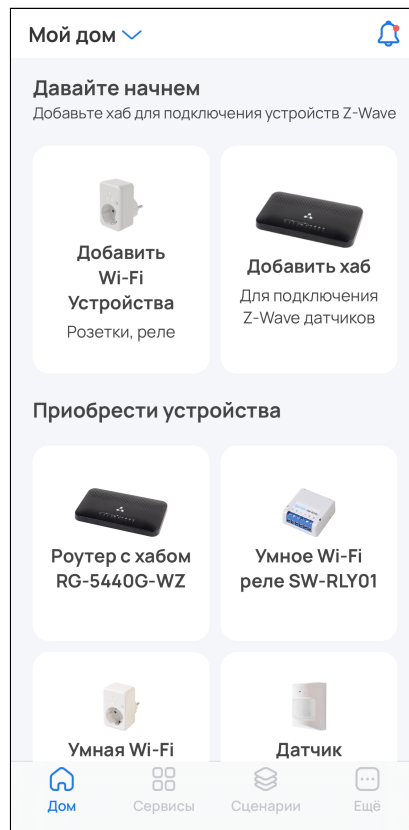 Мой дом
Давайте начнем
Добавьте хаб для подключения устройств Z-Wave
Добавить
Wi-Fi
Устройства
Розетки, реле
Добавить хаб
Для подключения
Z-Wave датчиков
Приобрести устройства
Роутер с хабом
RG-5440G-WZ
Умное Wi-Fi
реле SW-RLY01
Умная Wi-Fi
Датчик
Дом
Сервисы
Сценарии
Ещё